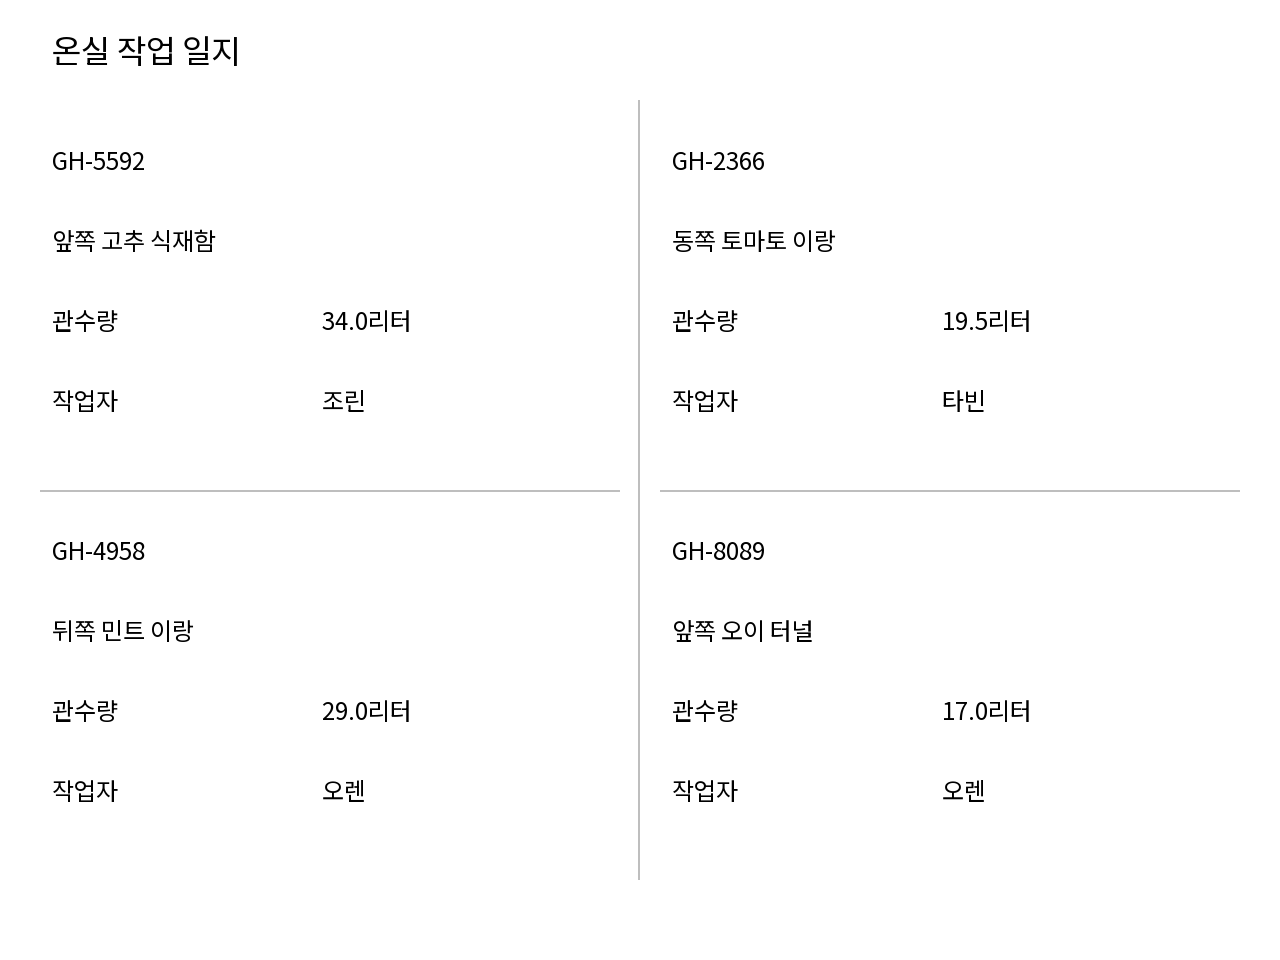 온실 작업 일지
GH-5592
앞쪽 고추 식재함
관수량 34.0리터
작업자 조린
GH-2366
동쪽 토마토 이랑
관수량 19.5리터
작업자 타빈
GH-4958
뒤쪽 민트 이랑
관수량 29.0리터
작업자 오렌
GH-8089
앞쪽 오이 터널
관수량 17.0리터
작업자 오렌